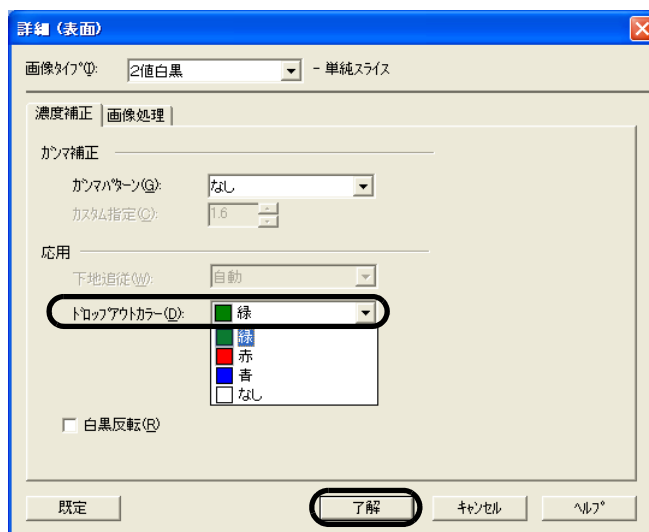 詳細(表面)
画像ﾀｲﾌﾟ(I): 2値白黒 - 単純ｽﾗｲｽ
濃度補正 画像処理
ｶﾞﾝﾏ補正
ｶﾞﾝﾏﾊﾟﾀｰﾝ(G): なし
ｶｽﾀﾑ指定(C): 1.6
応用
下地追従(W): 自動
ﾄﾞﾛｯﾌﾟｱｳﾄｶﾗｰ(D): 緑
緑
赤
青
なし
白黒反転(R)
既定 了解 ｷｬﾝｾﾙ ﾍﾙﾌﾟ